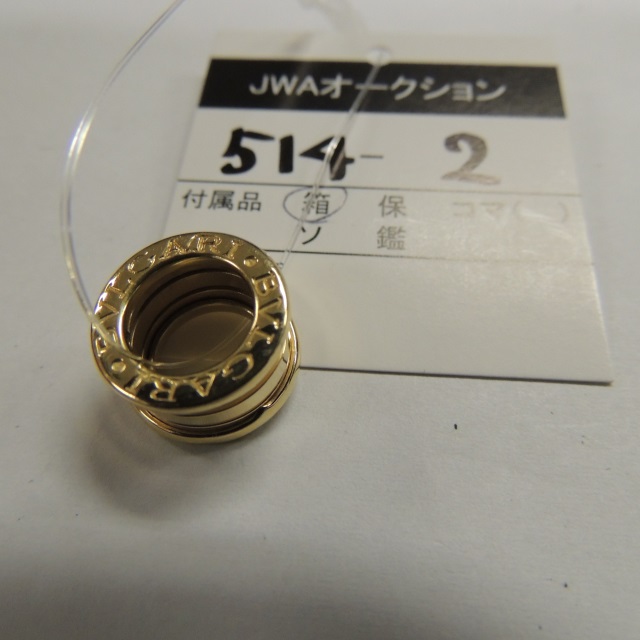 JWAオークション
514-2
付属品 箱 保 コマ( )
ソ 鑑
BVLGARI BVLGARI